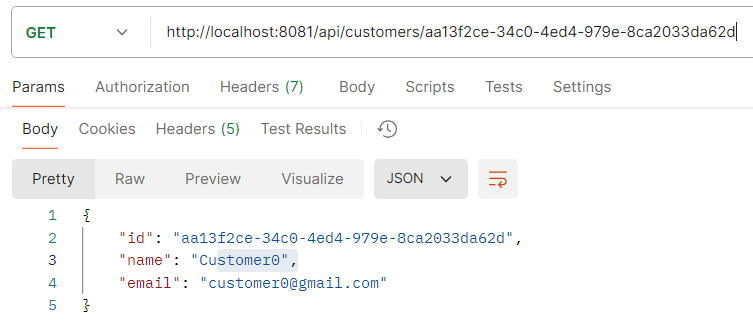 GET http://localhost:8081/api/customers/aa13f2ce-34c0-4ed4-979e-8ca2033da62d
Params Authorization Headers (7) Body Scripts Tests Settings
Body Cookies Headers (5) Test Results
Pretty Raw Preview Visualize JSON
1 {
2 "id": "aa13f2ce-34c0-4ed4-979e-8ca2033da62d",
3 "name": "Customer0",
4 "email": "customer0@gmail.com"
5 }